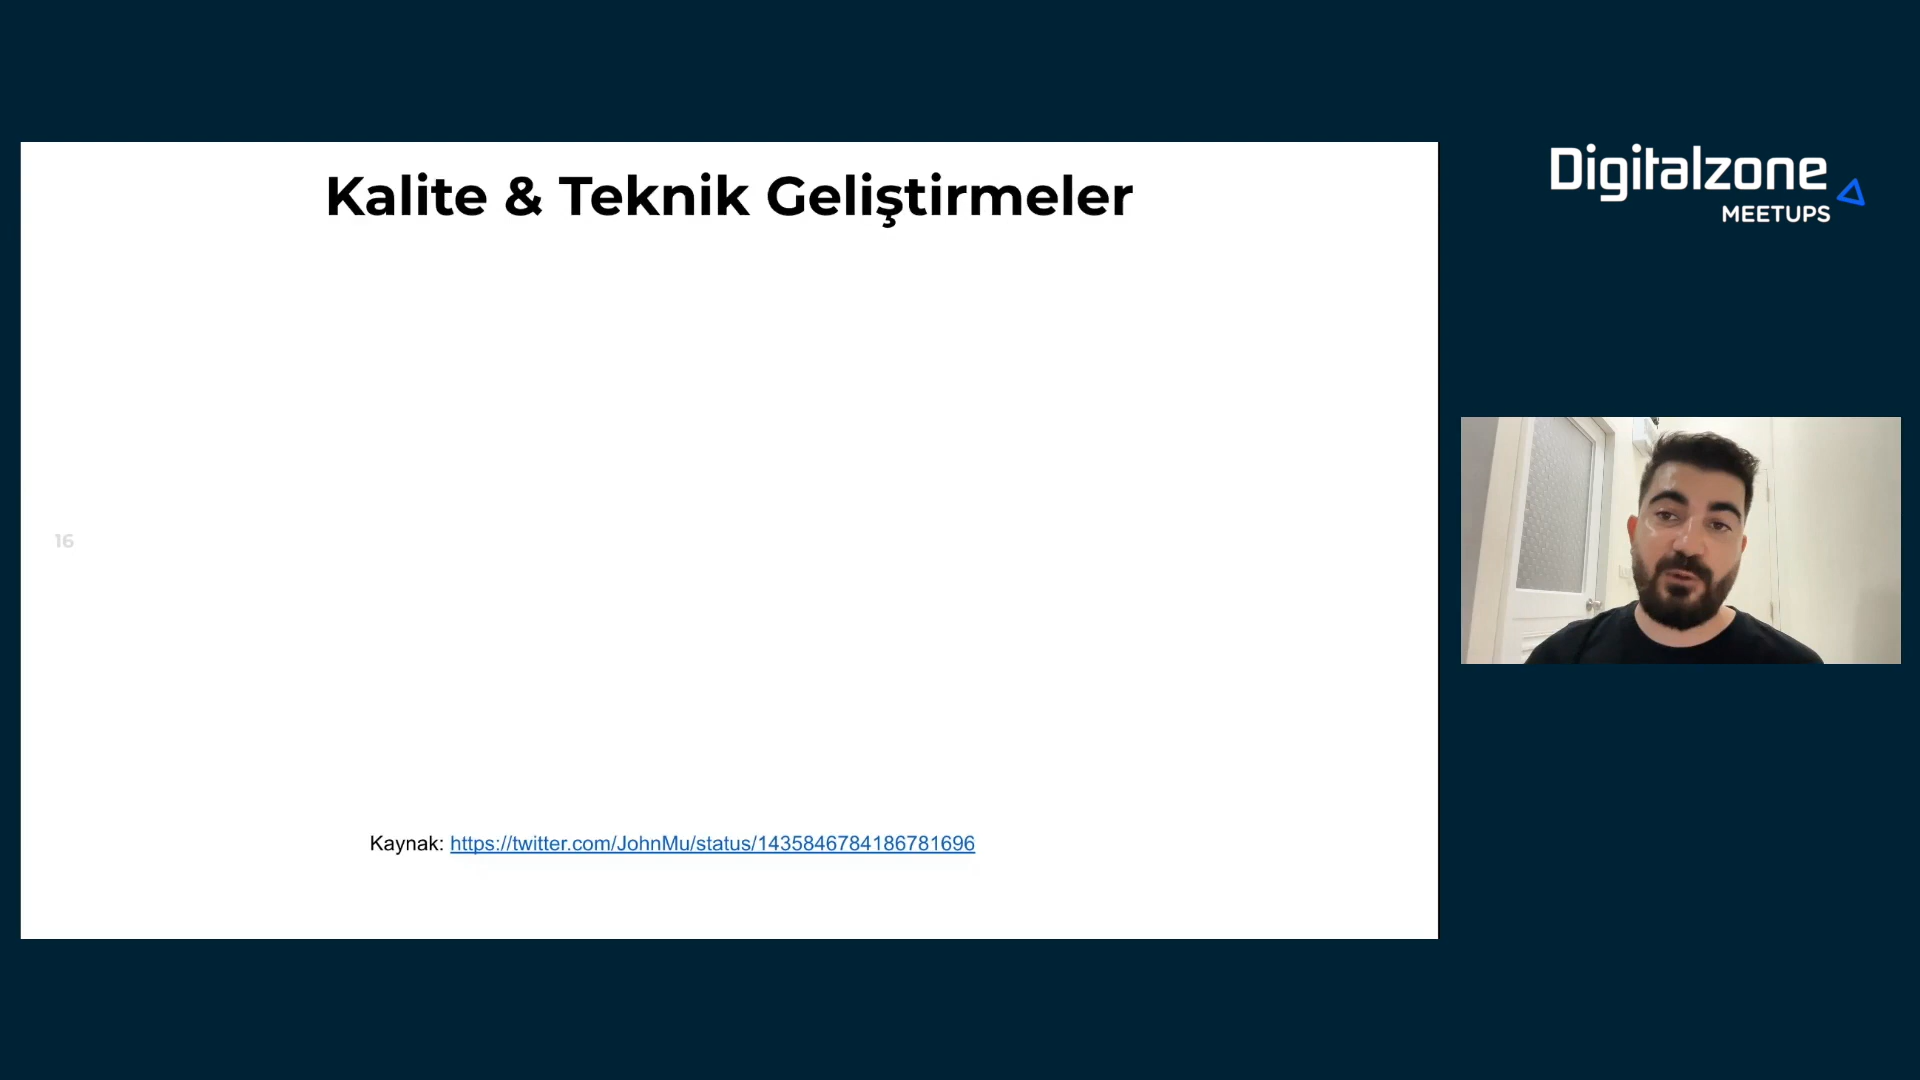 Kalite & Teknik Geliştirmeler
Digitalzone
MEETUPS
16
Kaynak: https://twitter.com/JohnMu/status/1435846784186781696